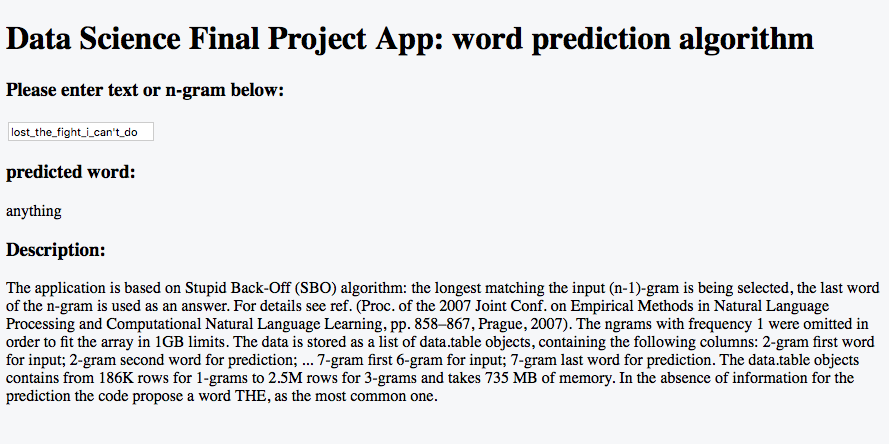 Data Science Final Project App: word prediction algorithm
Please enter text or n-gram below:
lost_the_fight_i_can't_do
predicted word:
anything
Description:
The application is based on Stupid Back-Off (SBO) algorithm: the longest matching the input (n-1)-gram is being selected, the last word
of the n-gram is used as an answer. For details see ref. (Proc. of the 2007 Joint Conf. on Empirical Methods in Natural Language
Processing and Computational Natural Language Learning, pp. 858–867, Prague, 2007). The ngrams with frequency 1 were omitted in
order to fit the array in 1GB limits. The data is stored as a list of data.table objects, containing the following columns: 2-gram first word
for input; 2-gram second word for prediction; ... 7-gram first 6-gram for input; 7-gram last word for prediction. The data.table objects
contains from 186K rows for 1-grams to 2.5M rows for 3-grams and takes 735 MB of memory. In the absence of information for the
prediction the code propose a word THE, as the most common one.